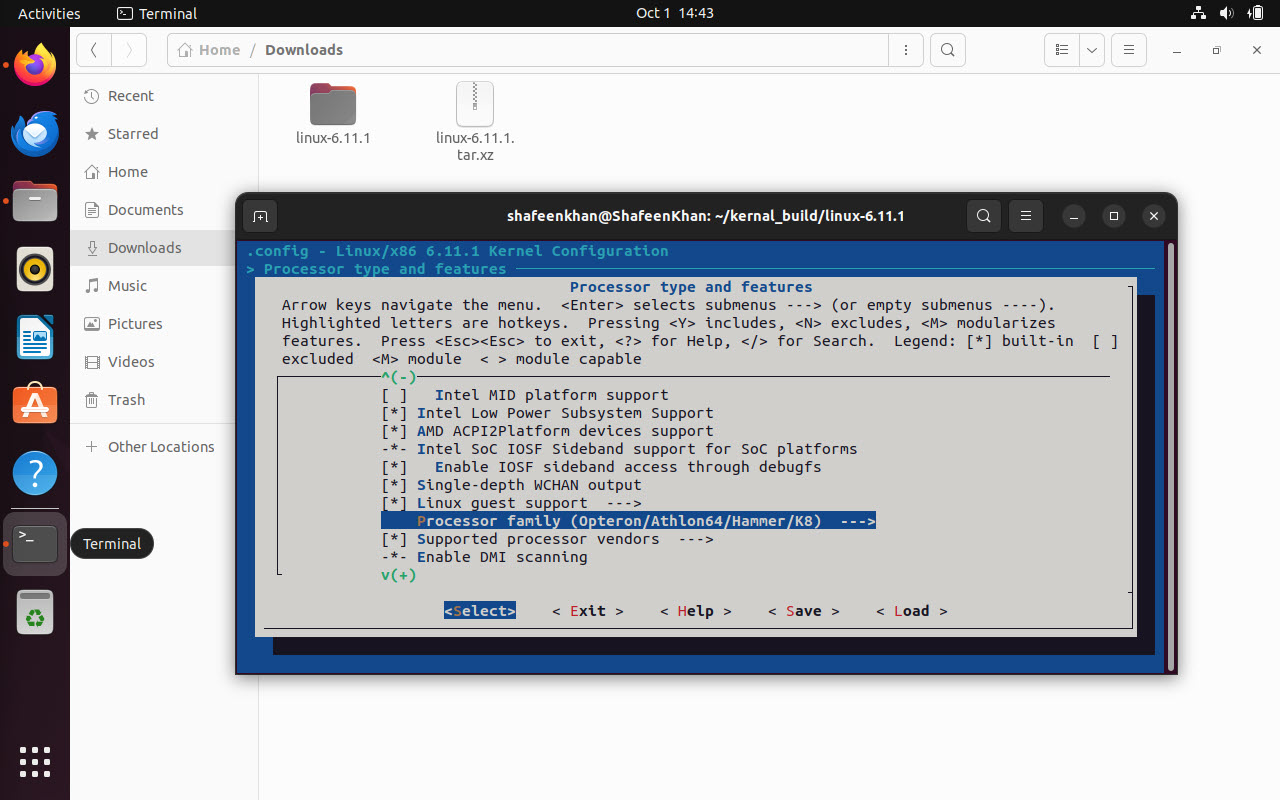 Activities
Terminal
Oct 1 14:43
Home / Downloads
Recent
Starred
Home
Documents
Downloads
Music
Pictures
Videos
Trash
Other Locations
linux-6.11.1
linux-6.11.1.
tar.xz
Terminal
shafeenkhan@ShafeenKhan: ~/kernal_build/linux-6.11.1
.config - Linux/x86 6.11.1 Kernel Configuration
> Processor type and features
Processor type and features
Arrow keys navigate the menu.  <Enter> selects submenus ---> (or empty submenus ----).
Highlighted letters are hotkeys.  Pressing <Y> includes, <N> excludes, <M> modularizes
features.  Press <Esc><Esc> to exit, <?> for Help, </> for Search.  Legend: [*] built-in  [ ]
excluded  <M> module  < > module capable
^(-)
[ ]   Intel MID platform support
[*] Intel Low Power Subsystem Support
[*] AMD ACPI2Platform devices support
-*- Intel SoC IOSF Sideband support for SoC platforms
[*]   Enable IOSF sideband access through debugfs
[*] Single-depth WCHAN output
[*] Linux guest support  --->
Processor family (Opteron/Athlon64/Hammer/K8)  --->
[*] Supported processor vendors  --->
-*- Enable DMI scanning
v(+)
<Select>    < Exit >    < Help >    < Save >    < Load >